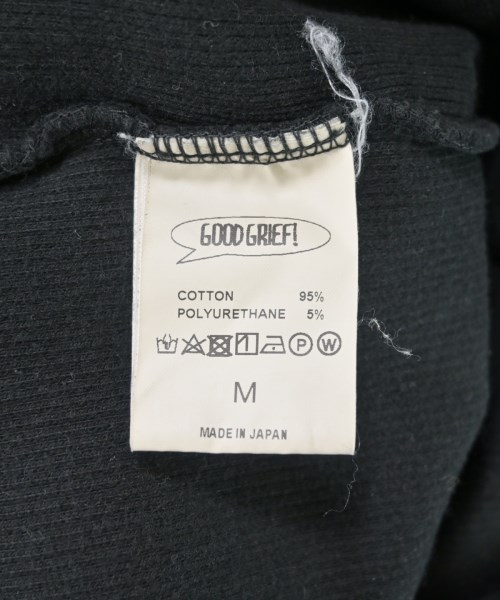 GOOD GRIEF!
COTTON 95%
POLYURETHANE 5%
P W
M
MADE IN JAPAN